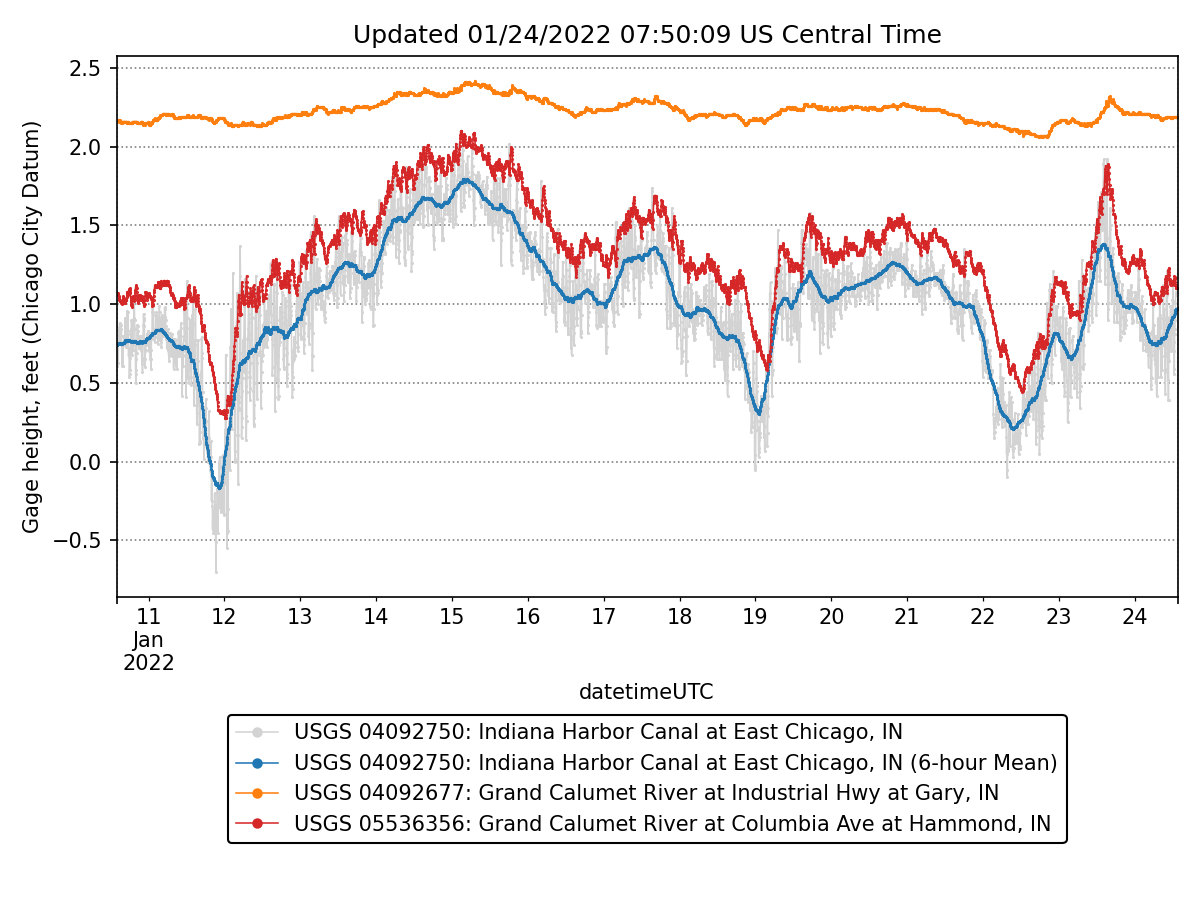 Updated 01/24/2022 07:50:09 US Central Time
Gage height, feet (Chicago City Datum)
2.5
2.0
1.5
1.0
0.5
0.0
−0.5
11 12 13 14 15 16 17 18 19 20 21 22 23 24
Jan
2022
datetimeUTC
USGS 04092750: Indiana Harbor Canal at East Chicago, IN
USGS 04092750: Indiana Harbor Canal at East Chicago, IN (6-hour Mean)
USGS 04092677: Grand Calumet River at Industrial Hwy at Gary, IN
USGS 05536356: Grand Calumet River at Columbia Ave at Hammond, IN